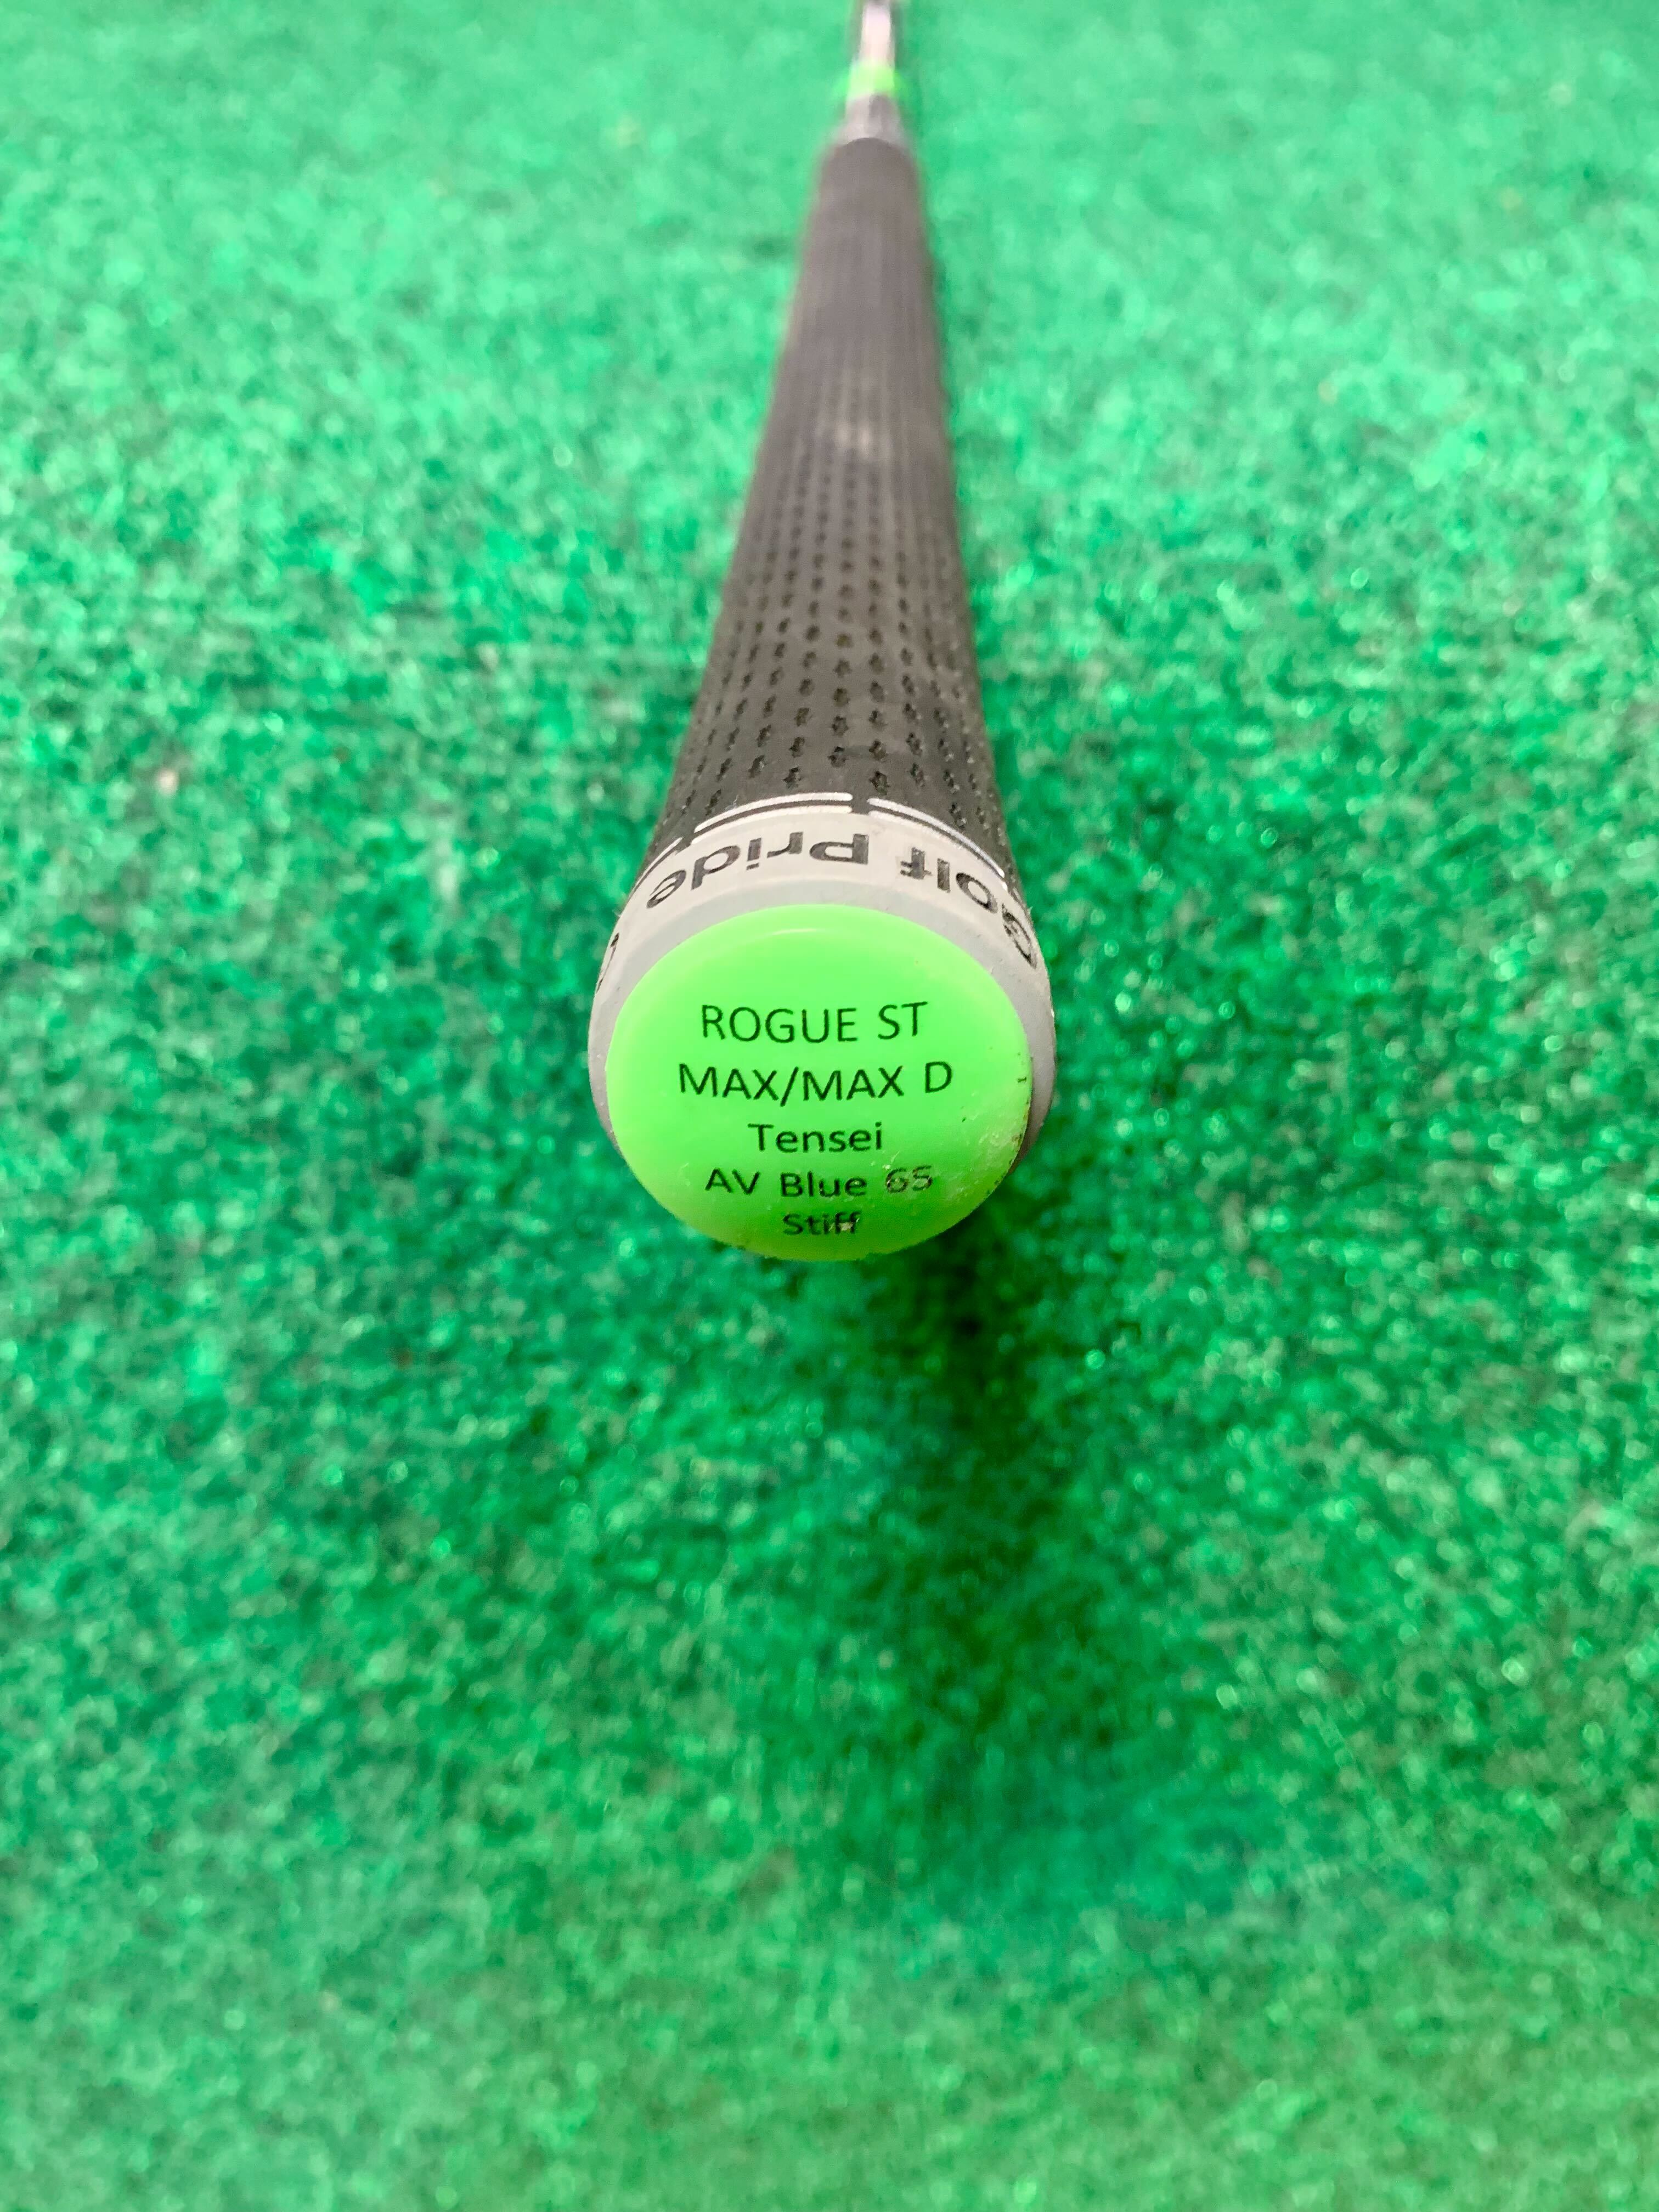 Golf Pride
ROGUE ST
MAX/MAX D
Tensei
AV Blue 65
Stiff